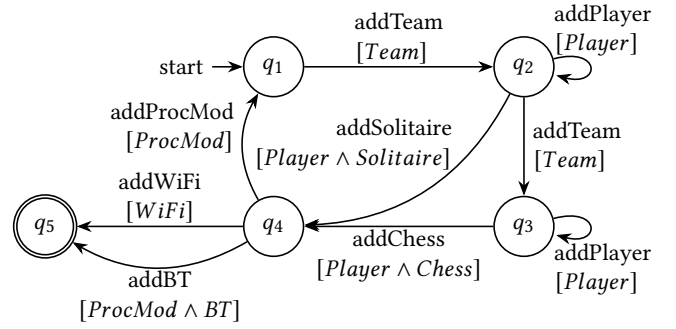 addTeam
[Team]
addPlayer
[Player]
start
q1
q2
addProcMod
[ProcMod]
addSolitaire
[Player ∧ Solitaire]
addTeam
[Team]
addWiFi
[WiFi]
q5
q4
q3
addChess
[Player ∧ Chess]
addPlayer
[Player]
addBT
[ProcMod ∧ BT]